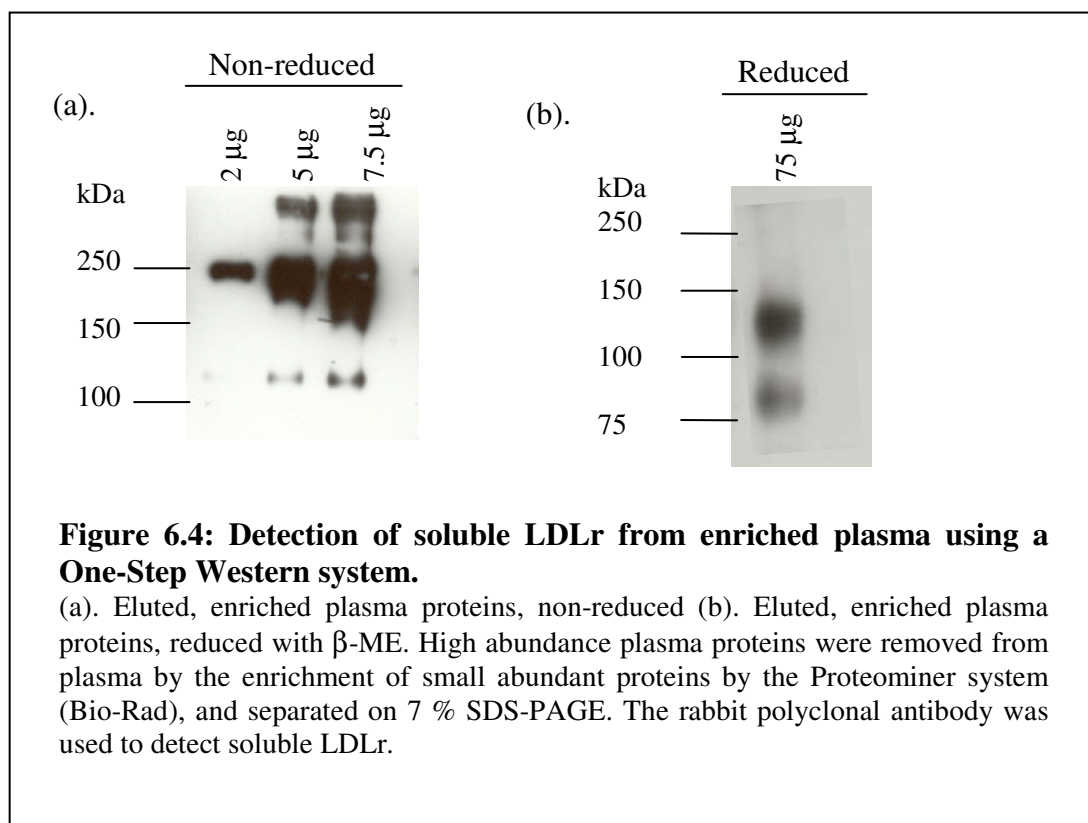 Non-reduced
(a).
2 µg
5 µg
7.5 µg
kDa
250
150
100
Reduced
(b).
75 µg
kDa
250
150
100
75
Figure 6.4: Detection of soluble LDLr from enriched plasma using a
One-Step Western system.
(a). Eluted, enriched plasma proteins, non-reduced (b). Eluted, enriched plasma
proteins, reduced with β-ME. High abundance plasma proteins were removed from
plasma by the enrichment of small abundant proteins by the Proteominer system
(Bio-Rad), and separated on 7 % SDS-PAGE. The rabbit polyclonal antibody was
used to detect soluble LDLr.